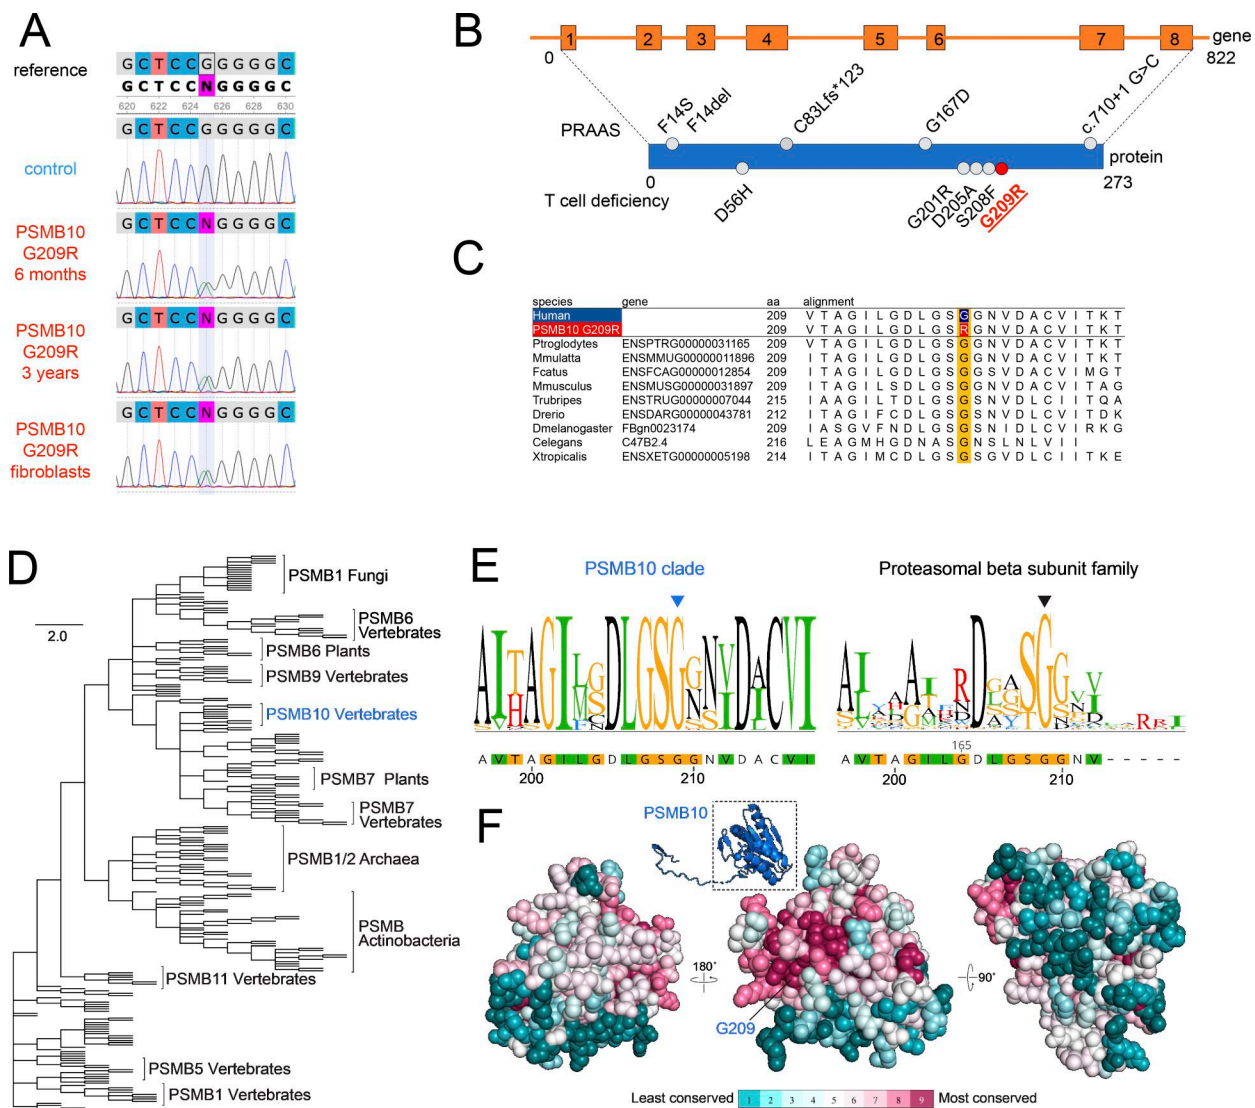 A
reference
G C T C C G G G G G C
G C T C C N G G G G C
620 622 624 626 628 630
G C T C C G G G G G C
control
G C T C C N G G G G C
PSMB10
G209R
6 months
G C T C C N G G G G C
PSMB10
G209R
3 years
G C T C C N G G G G C
PSMB10
G209R
fibroblasts
B
1 2 3 4 5 6 7 8 gene
0 822
PRAAS F14S F14del C83Lfs*123 G167D c.710+1 G>C
protein
0 273
T cell deficiency D56H G201R D205A S208F G209R
C
species gene aa alignment
Human 209 V T A G I L G D L G S G G N V D A C V I T K T
PSMB10 G209R 209 V T A G I L G D L G S R G N V D A C V I T K T
Ptroglodytes ENSPTRG00000031165 209 V T A G I L G D L G S G G N V D A C V I T K T
Mmulatta ENSMMUG00000011896 209 I T A G I L G D L G S G G N V D A C V I T K T
Fcatus ENSFCAG00000012854 209 I T A G I L G D L G S G G N V D A C V I M G T
Mmusculus ENSMUSG00000031897 209 I T A G I L S D L G S G S N V D A C V I T A G
Trubripes ENSTRUG00000007044 215 I A A G I L S D L G S G N N V D L C V I T Q A
Drerio ENSDARG00000043781 212 I T A G I F C D L G S G S N V D L C V I T D K
Dmelanogaster FBgn0023174 209 I A S G V F N D L G S G S N I D L C V I R K G
Celegans C47B2.4 216 L E A G M H G D N A S G N S L N L V I I
Xtropicalis ENSXETG00000005198 214 I T A G I M C D L G S G S G V D L C I I T K E
D
2.0
PSMB1 Fungi
PSMB6
Vertebrates
PSMB6 Plants
PSMB9 Vertebrates
PSMB10 Vertebrates
PSMB7 Plants
PSMB7
Vertebrates
PSMB1/2 Archaea
PSMB
Actinobacteria
PSMB11 Vertebrates
PSMB5 Vertebrates
PSMB1 Vertebrates
E
PSMB10 clade
A V T A G I L G D L G S G G N V D A C V I
200 210
Proteasomal beta subunit family
165
A V T A G I L G D L G S G G N V - - - - -
200 210
F
PSMB10
180°
G209
90°
Least conserved 1 2 3 4 5 6 7 8 9 Most conserved